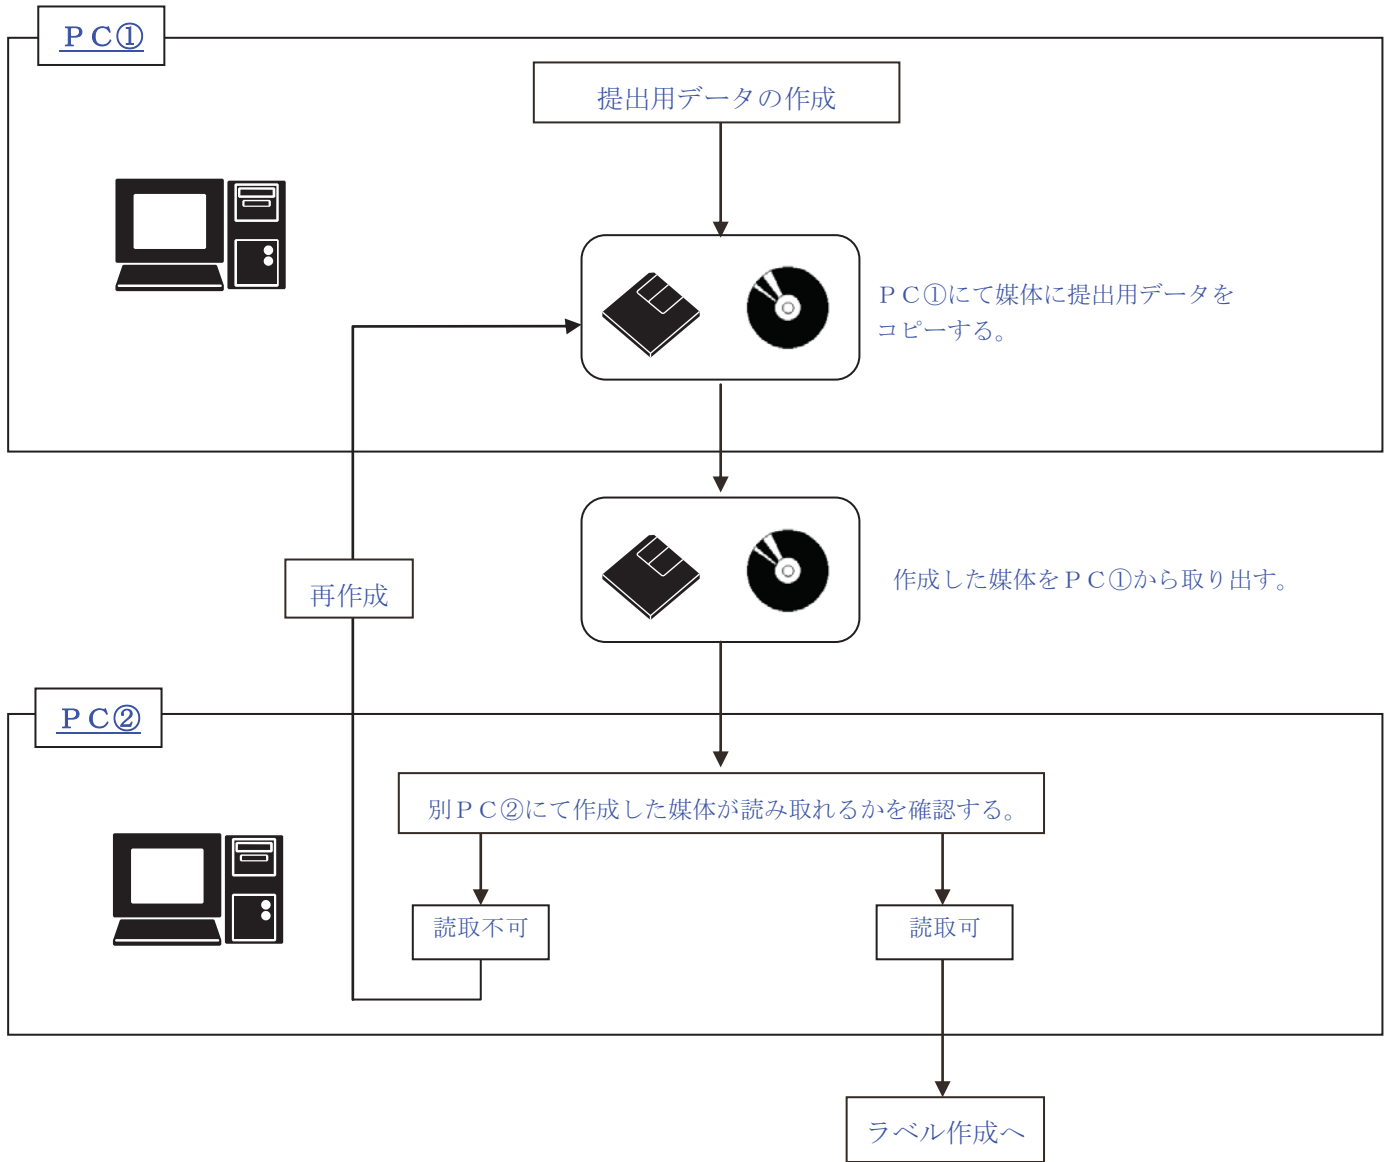 ＰＣ①
提出用データの作成
ＰＣ①にて媒体に提出用データを
コピーする。
作成した媒体をＰＣ①から取り出す。
再作成
ＰＣ②
別ＰＣ②にて作成した媒体が読み取れるかを確認する。
読取不可
読取可
ラベル作成へ